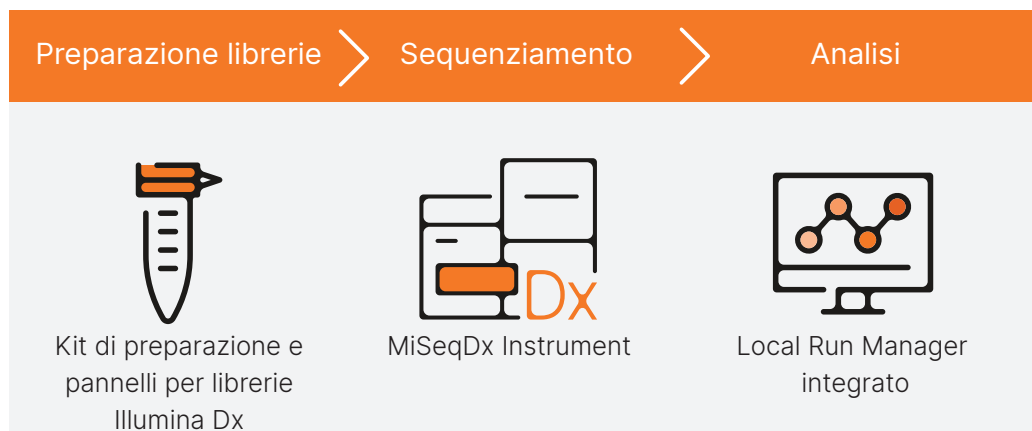 Preparazione librerie
Sequenziamento
Analisi
Dx
Kit di preparazione e
pannelli per librerie
Illumina Dx
MiSeqDx Instrument
Local Run Manager
integrato